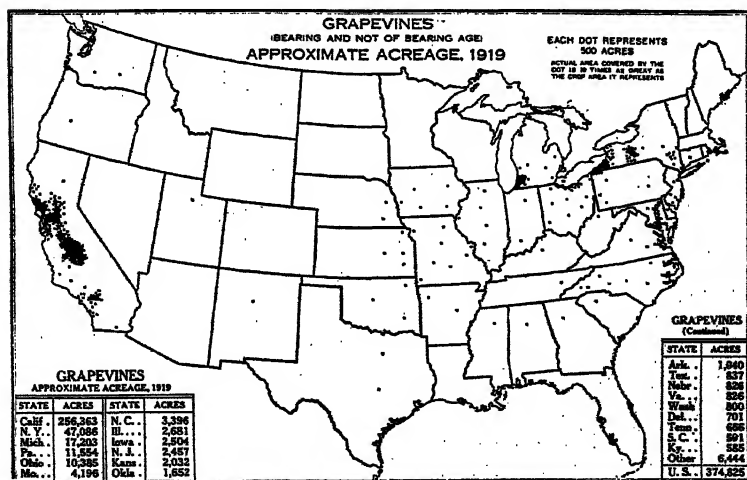 GRAPEVINES
(BEARING AND NOT OF BEARING AGE)
APPROXIMATE ACREAGE, 1919
EACH DOT REPRESENTS
500 ACRES
ACTUAL AREA COVERED BY THE
DOT IS 10 TIMES AS GREAT AS
THE CROP AREA IT REPRESENTS
GRAPEVINES
APPROXIMATE ACREAGE, 1919
STATE ACRES STATE ACRES
Calif. 256,363 N. C. 3,396
N. Y. 47,086 Ill. 2,681
Mich. 17,203 Iowa 2,504
Pa. 11,554 N. J. 2,457
Ohio 10,385 Kans. 2,032
Mo. 4,196 Okla. 1,652
GRAPEVINES
(Continued)
STATE ACRES
Ark. 1,040
Tex. 837
Nebr. 826
Va. 826
Wash 800
Del. 701
Tenn. 
S. C. 591
Ky. 585
Other 6,444
U. S. 374,825